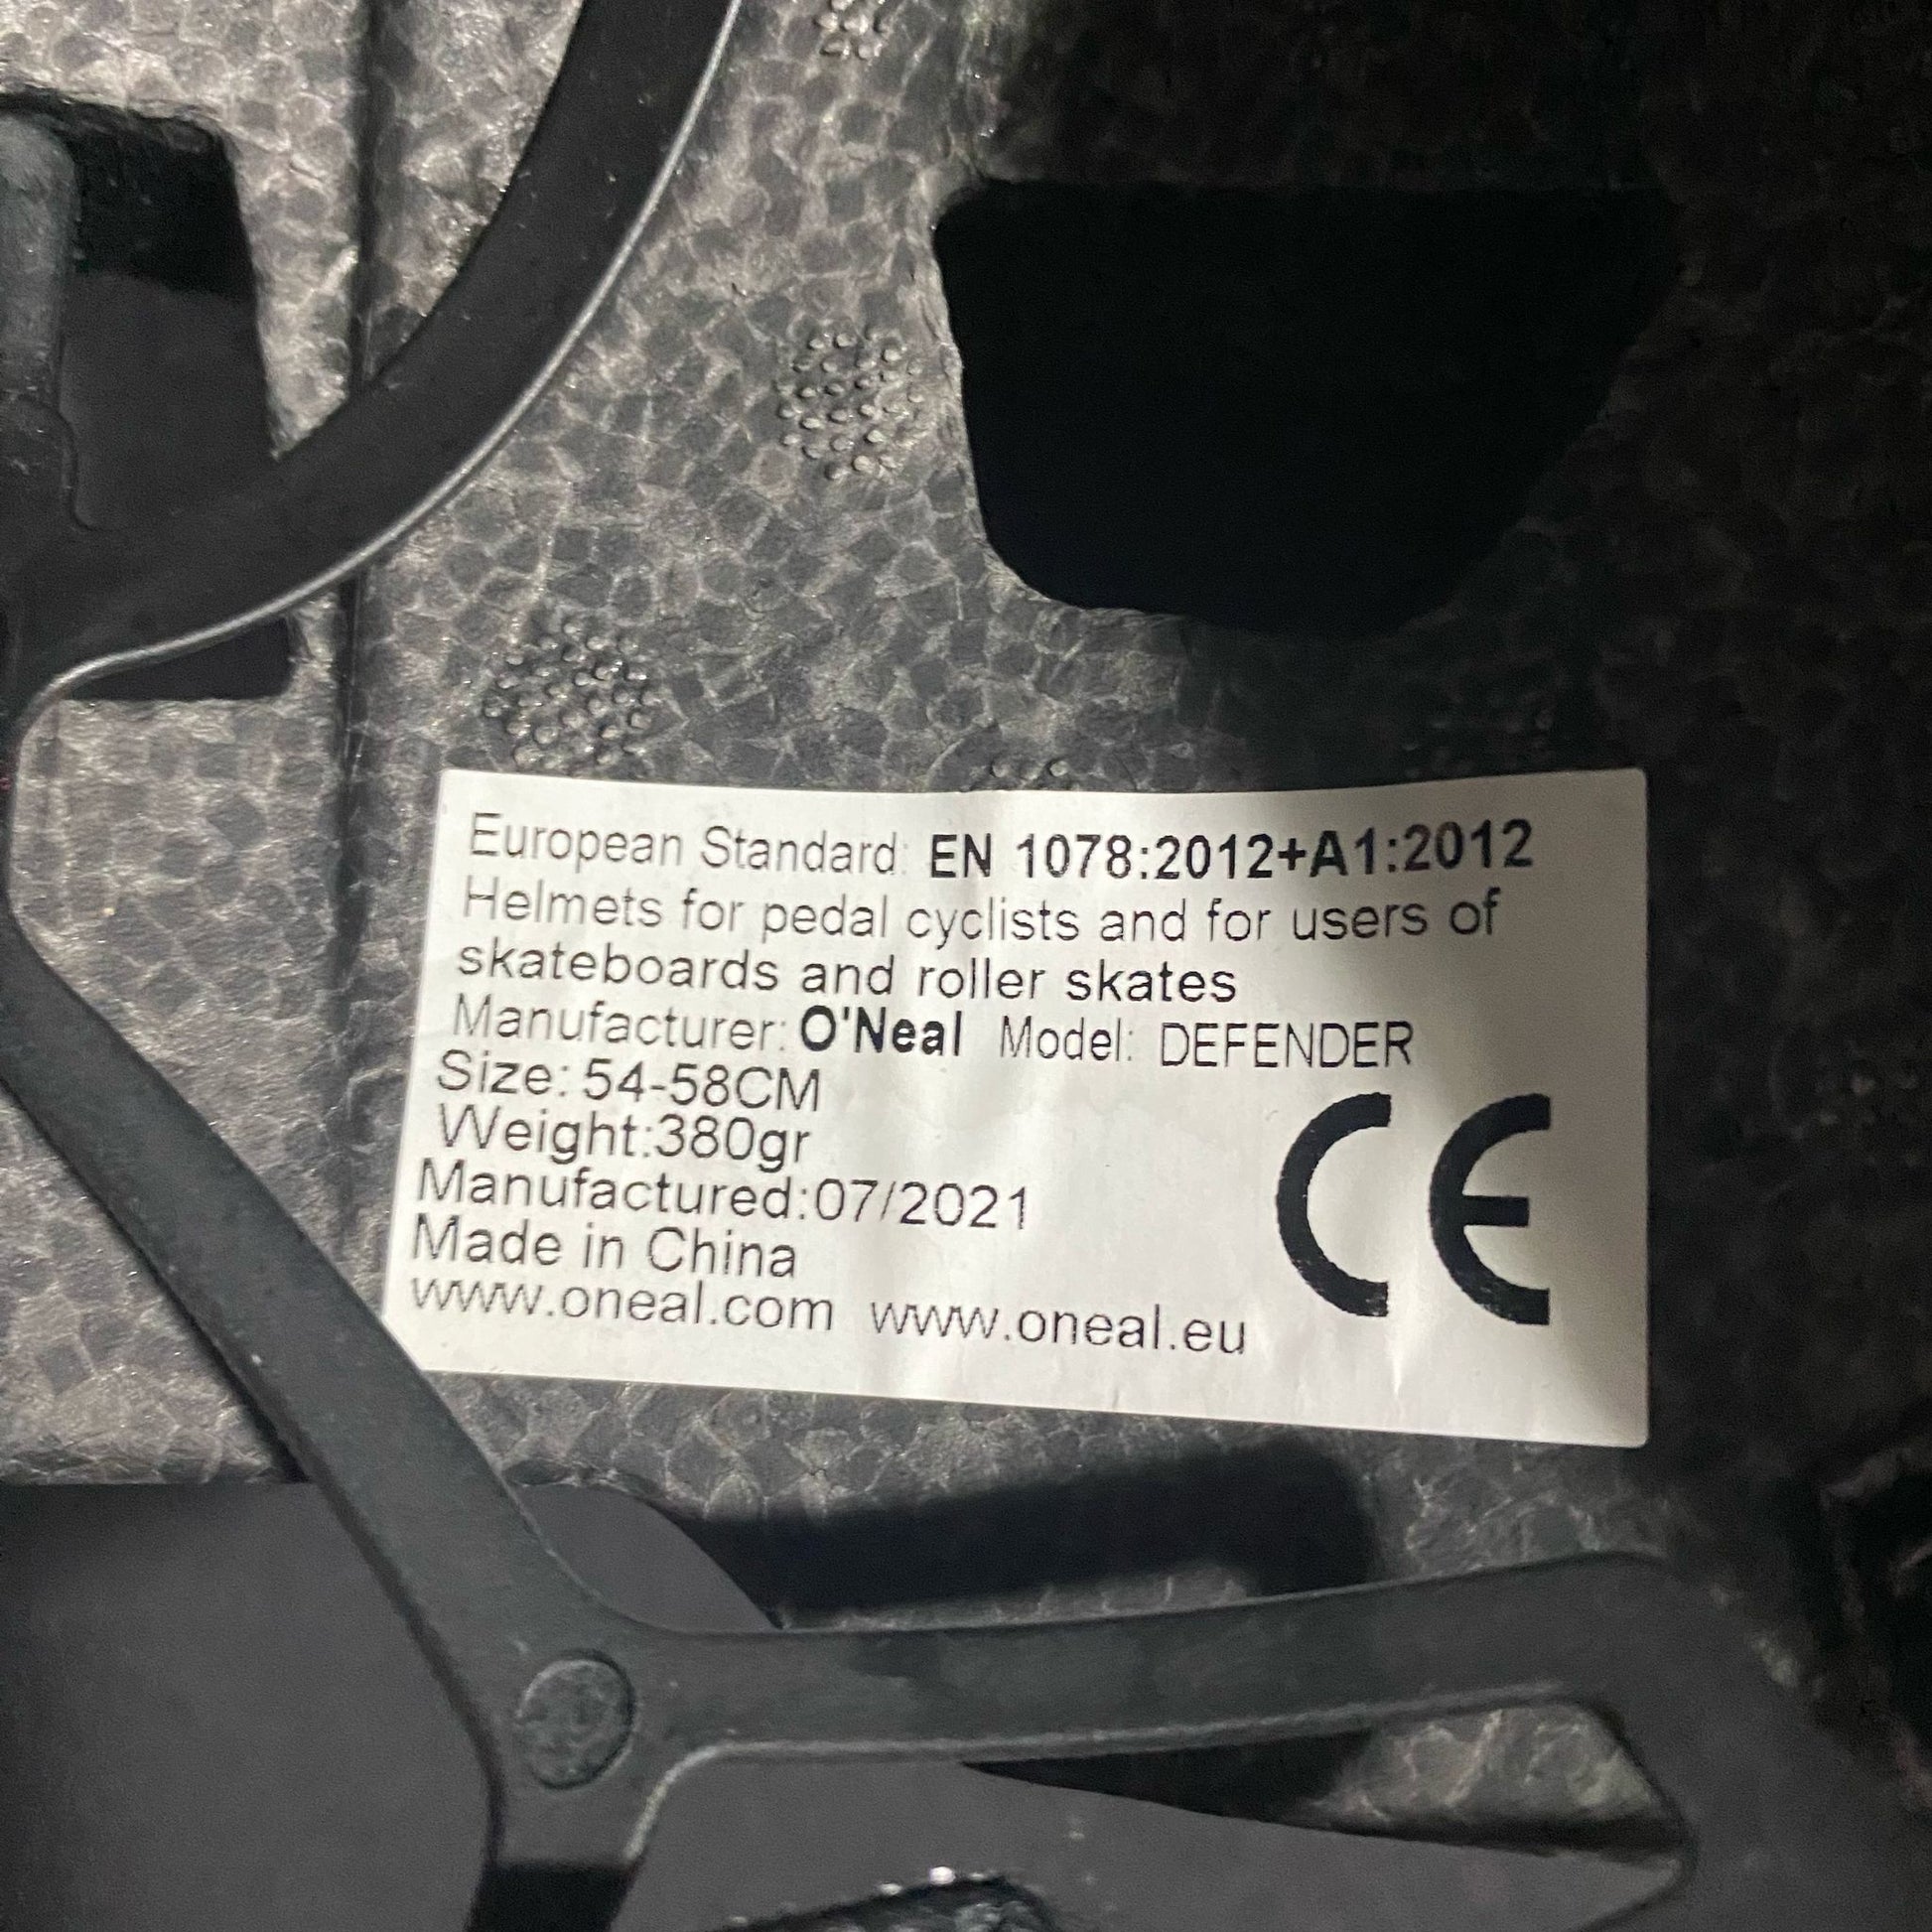 European Standard: EN 1078:2012+A1:2012
Helmets for pedal cyclists and for users of
skateboards and roller skates
Manufacturer: O'Neal Model: DEFENDER
Size: 54-58CM
Weight:380gr
Manufactured:07/2021
Made in China
www.oneal.com www.oneal.eu
CE